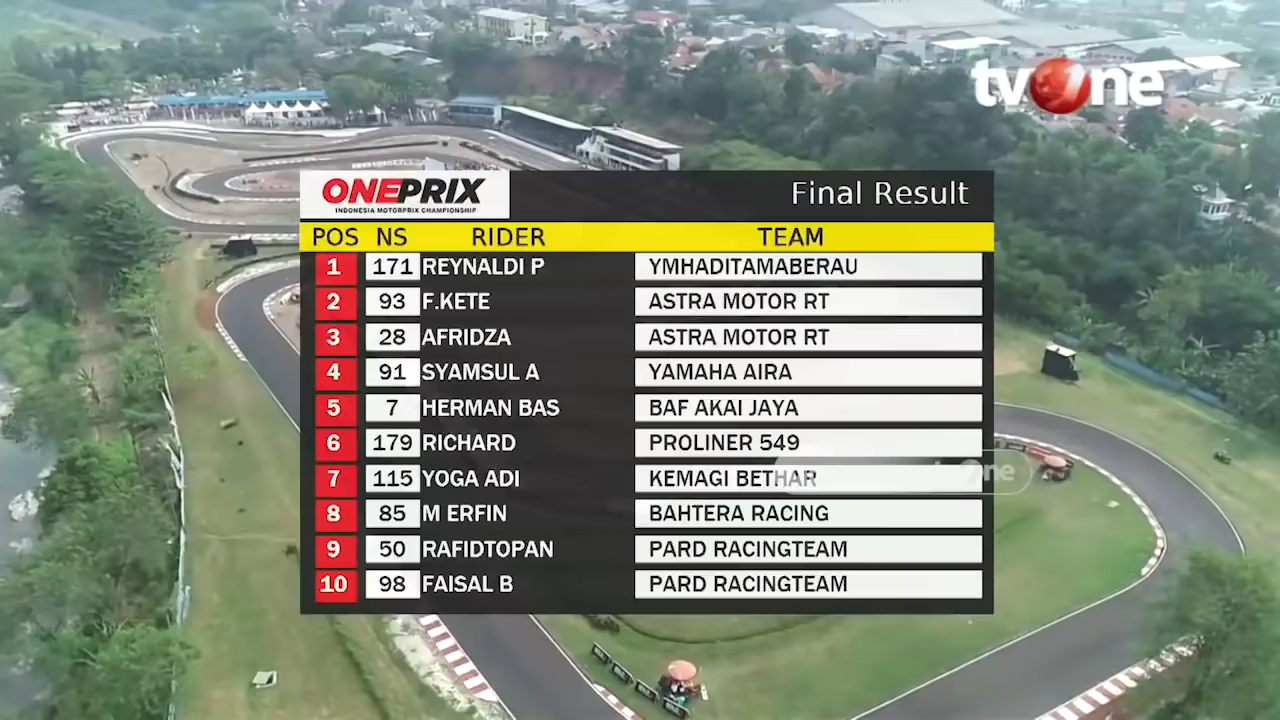 tvOne
ONEPRIX
INDONESIA MOTORPRIX CHAMPIONSHIP
Final Result
POS NS RIDER TEAM
1 171 REYNALDI P YMHADITAMABERAU
2 93 F.KETE ASTRA MOTOR RT
3 28 AFRIDZA ASTRA MOTOR RT
4 91 SYAMSUL A YAMAHA AIRA
5 7 HERMAN BAS BAF AKAI JAYA
6 179 RICHARD PROLINER 549
7 115 YOGA ADI KEMAGI BETHAR
8 85 M ERFIN BAHTERA RACING
9 50 RAFIDTOPAN PARD RACINGTEAM
10 98 FAISAL B PARD RACINGTEAM